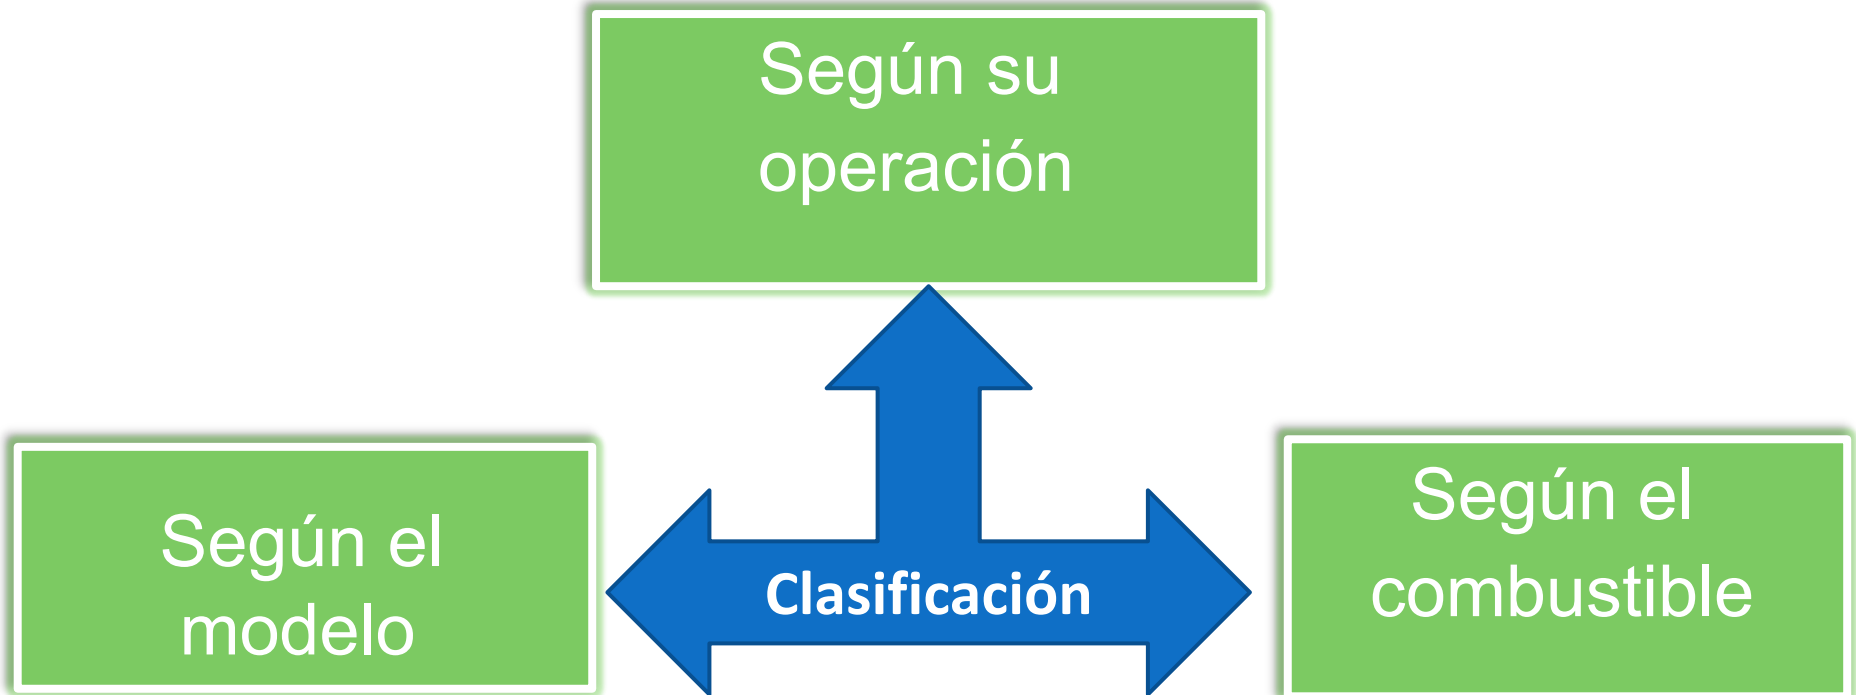 Según su
operación
Según el
modelo
Clasificación
Según el
combustible